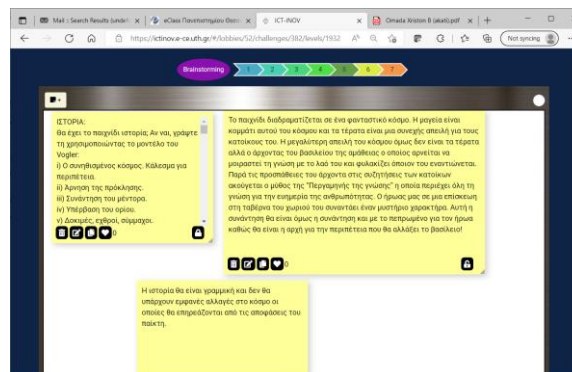 Mail :: Search Results (undefi
eClass Πανεπιστημίου Θεσσ
ICT-INOV
Omada Xriston B (akati).pdf
https://ictinov.e-ce.uth.gr/#/lobbies/52/challenges/382/levels/1932
Not syncing
Brainstorming 1 2 3 4 5 6 7
ΙΣΤΟΡΙΑ:
Θα έχει το παιχνίδι ιστορία; Αν ναι, γράψτε
τη χρησιμοποιώντας το μοντέλο του
Vogler:
i) Ο συνηθισμένος κόσμος. Κάλεσμα για
περιπέτεια.
ii) Άρνηση της πρόκλησης.
iii) Συνάντηση του μέντορα.
iv) Υπέρβαση του ορίου.
v) Δοκιμές, εχθροί, σύμμαχοι.
0
Το παιχνίδι διαδραματίζεται σε ένα φανταστικό κόσμο. Η μαγεία είναι
κομμάτι αυτού του κόσμου και τα τέρατα είναι μια συνεχής απειλή για τους
κατοίκους του. Η μεγαλύτερη απειλή του κόσμου όμως δεν είναι τα τέρατα
αλλά ο άρχοντας του βασιλείου της αμάθειας ο οποίος αρνείται να
μοιραστεί τη γνώση με το λαό του και φυλακίζει όποιον του εναντιώνεται.
Παρά τις προσπάθειες του άρχοντα στις συζητήσεις των κατοίκων
ακούγεται ο μύθος της "Περγαμηνής της γνώσης" η οποία περιέχει όλη τη
γνώση για την ευημερία της ανθρωπότητας. Ο ήρωας μας σε μια επίσκεψη
στη ταβέρνα του χωριού του συναντάει έναν μυστήριο χαρακτήρα. Αυτή η
συνάντηση θα είναι όμως η συνάντηση και με το πεπρωμένο για τον ήρωα
καθώς θα είναι η αρχή για την περιπέτεια που θα αλλάξει το βασίλειο!
0
Η ιστορία θα είναι γραμμική και δεν θα
υπάρχουν εμφανές αλλαγές στο κόσμο οι
οποίες θα επηρεάζονται από τις αποφάσεις του
παίκτη.